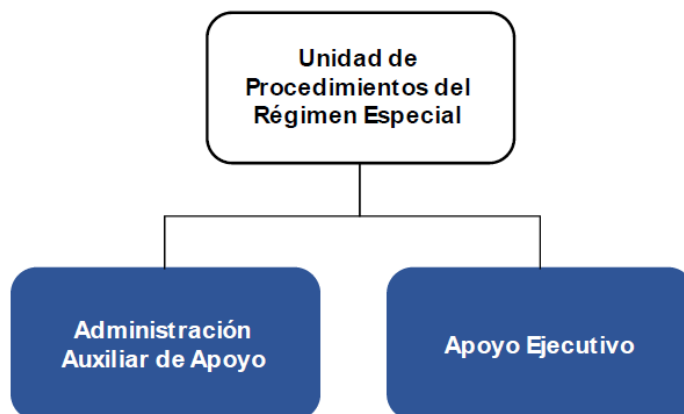 Unidad de
Procedimientos del
Régimen Especial
Administración
Auxiliar de Apoyo
Apoyo Ejecutivo